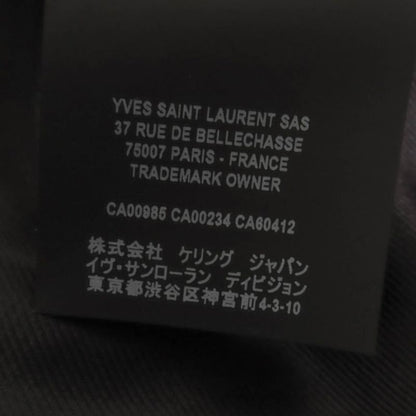 YVES SAINT LAURENT SAS
37 RUE DE BELLECHASSE
75007 PARIS - FRANCE
TRADEMARK OWNER
CA00985 CA00234 CA60412
株式会社 ケリング ジャパン
イヴ・サンローラン ディビジョン
東京都渋谷区神宮前4-3-10